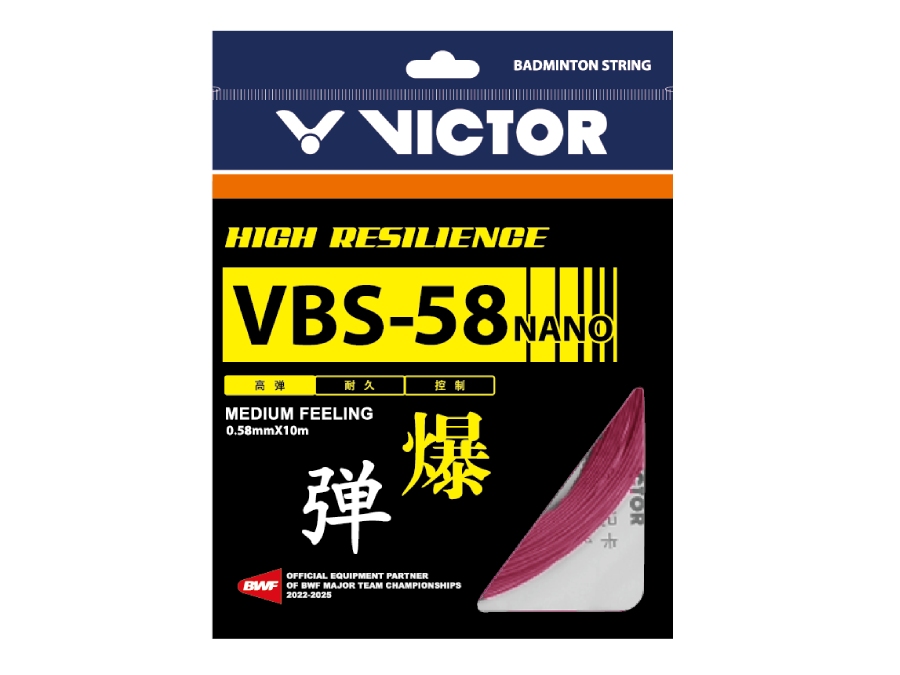 BADMINTON STRING
VICTOR
HIGH RESILIENCE
VBS-58 NANO
高弹 耐久 控制
MEDIUM FEELING
0.58mmX10m
爆
弹
CTOR
BWF
OFFICIAL EQUIPMENT PARTNER
OF BWF MAJOR TEAM CHAMPIONSHIPS
2022-2025